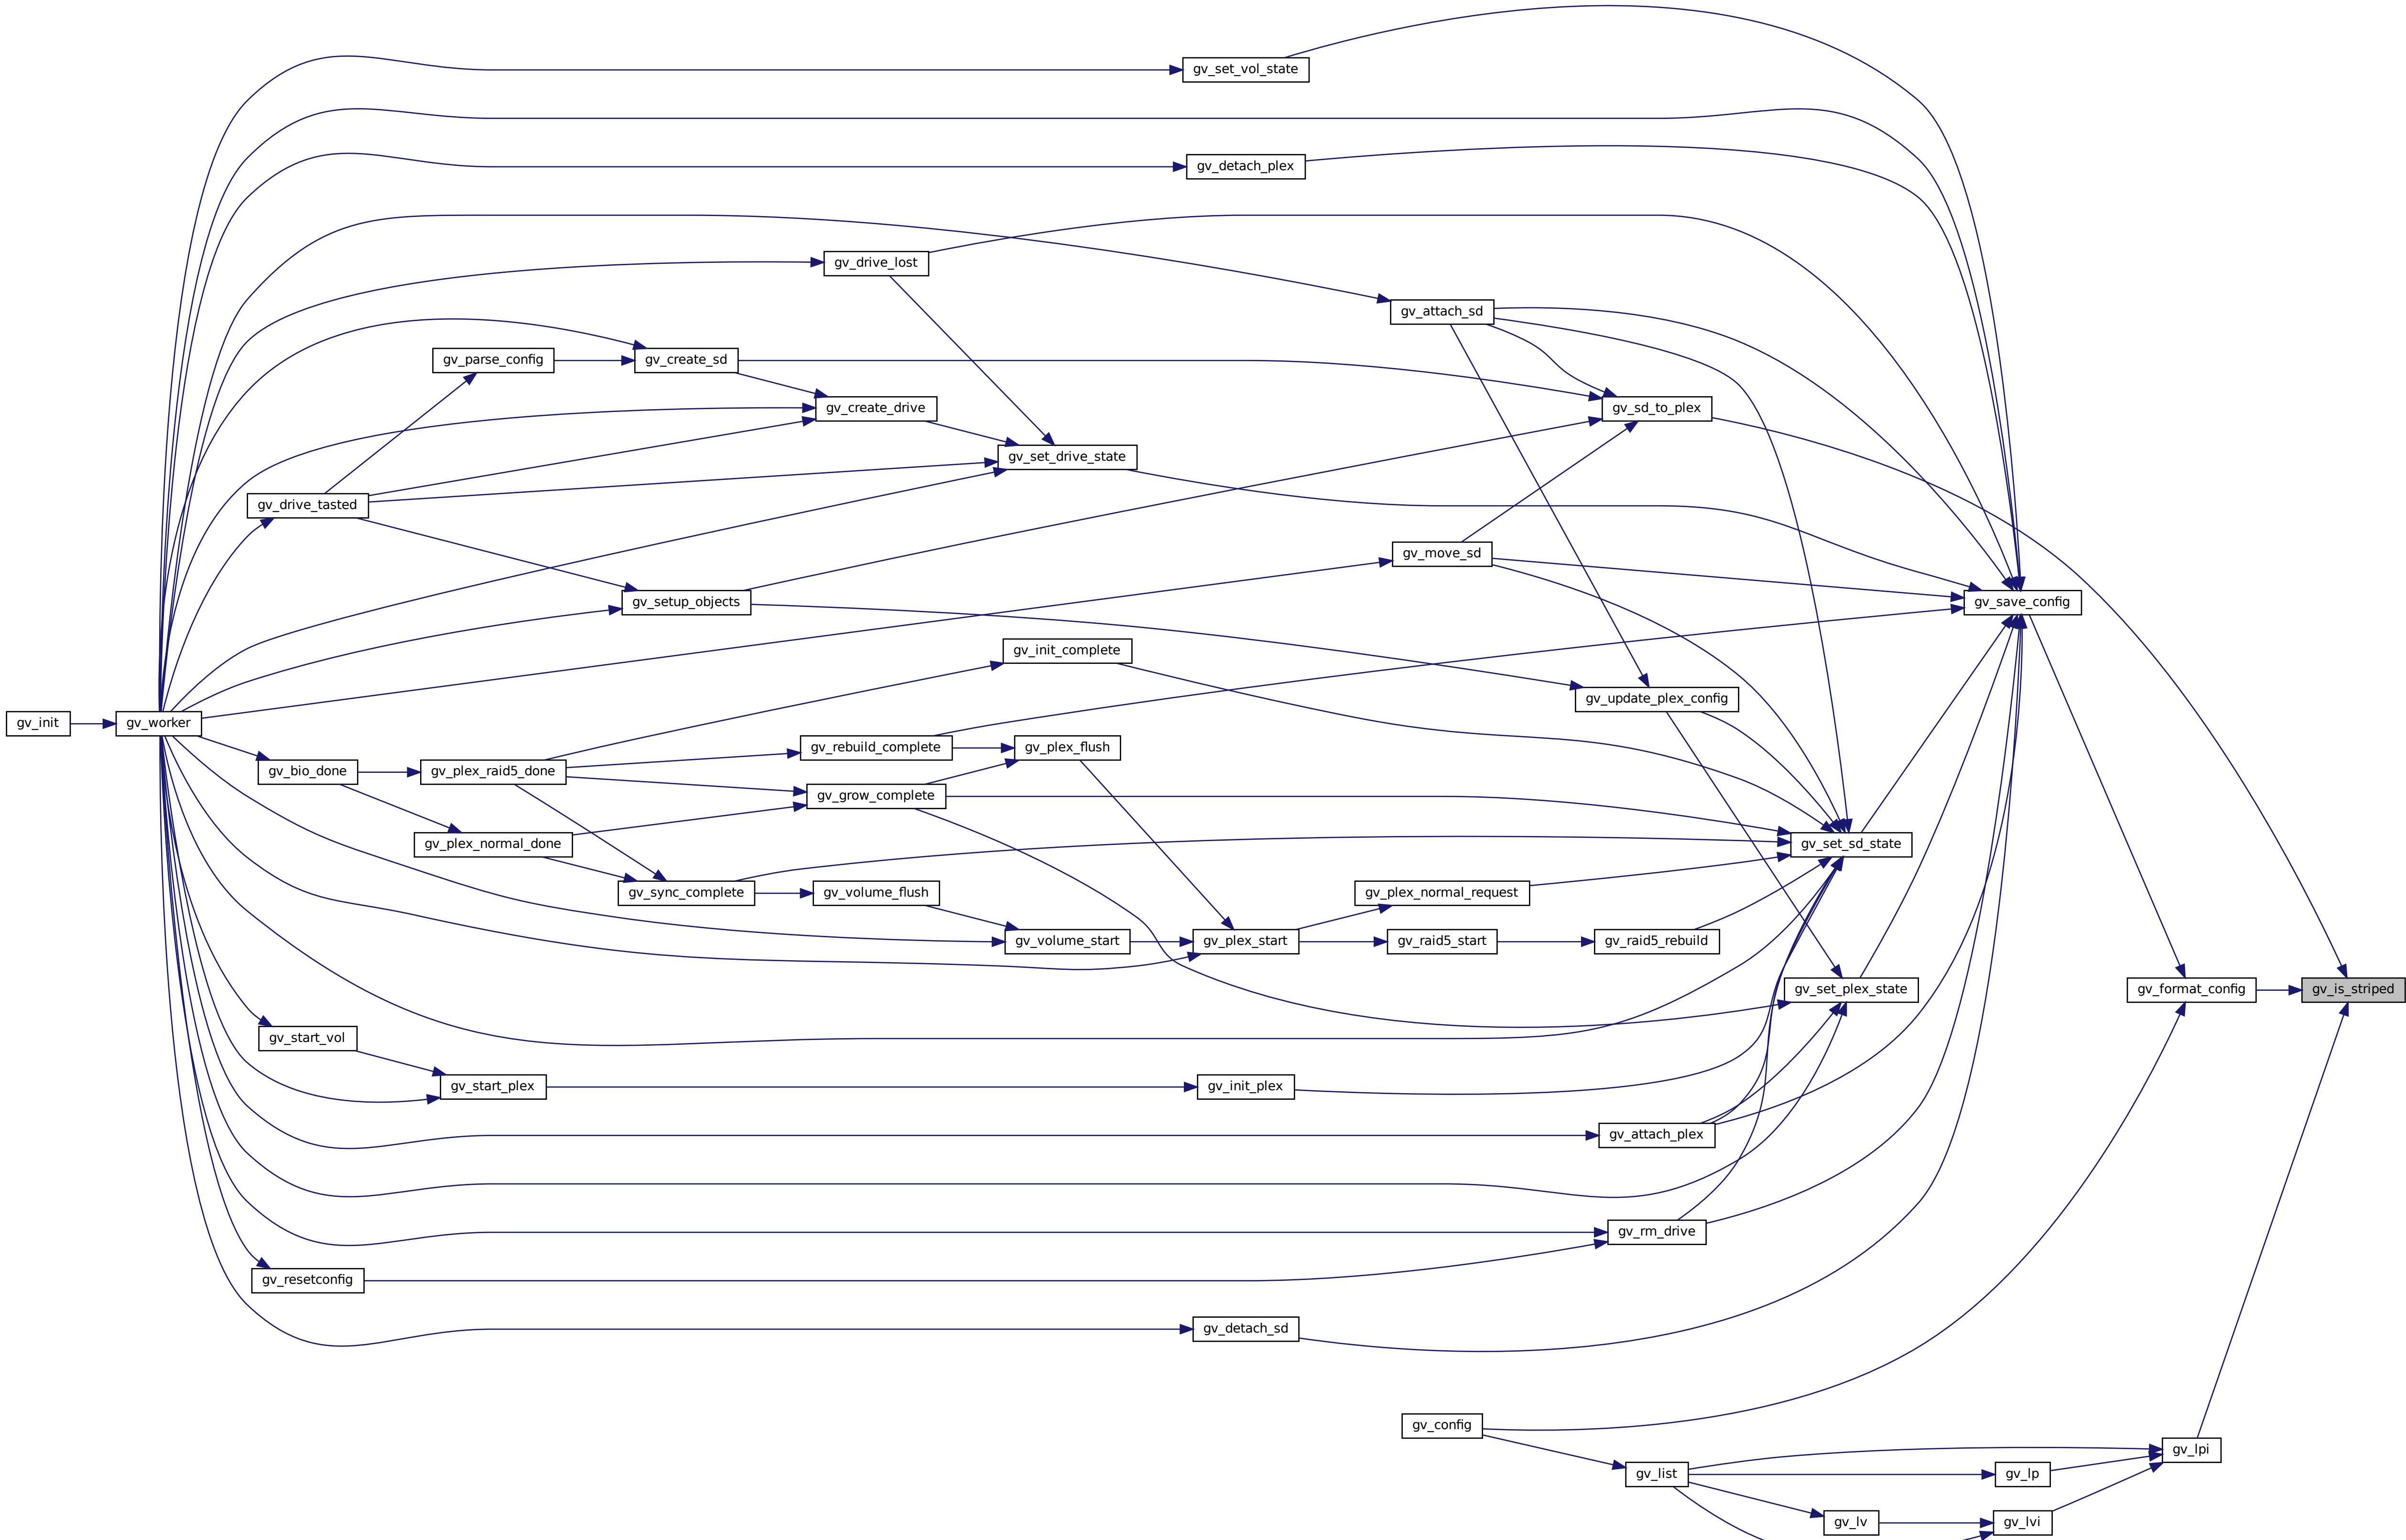 gv_set_vol_state
gv_detach_plex
gv_drive_lost
gv_attach_sd
gv_parse_config
gv_create_sd
gv_create_drive
gv_sd_to_plex
gv_set_drive_state
gv_drive_tasted
gv_move_sd
gv_setup_objects
gv_save_config
gv_init_complete
gv_update_plex_config
gv_init
gv_worker
gv_rebuild_complete
gv_plex_flush
gv_bio_done
gv_plex_raid5_done
gv_grow_complete
gv_plex_normal_done
gv_set_sd_state
gv_sync_complete
gv_volume_flush
gv_plex_normal_request
gv_volume_start
gv_plex_start
gv_raid5_start
gv_raid5_rebuild
gv_set_plex_state
gv_format_config
gv_is_striped
gv_start_vol
gv_start_plex
gv_init_plex
gv_attach_plex
gv_rm_drive
gv_resetconfig
gv_detach_sd
gv_config
gv_lpi
gv_list
gv_lp
gv_lv
gv_lvi